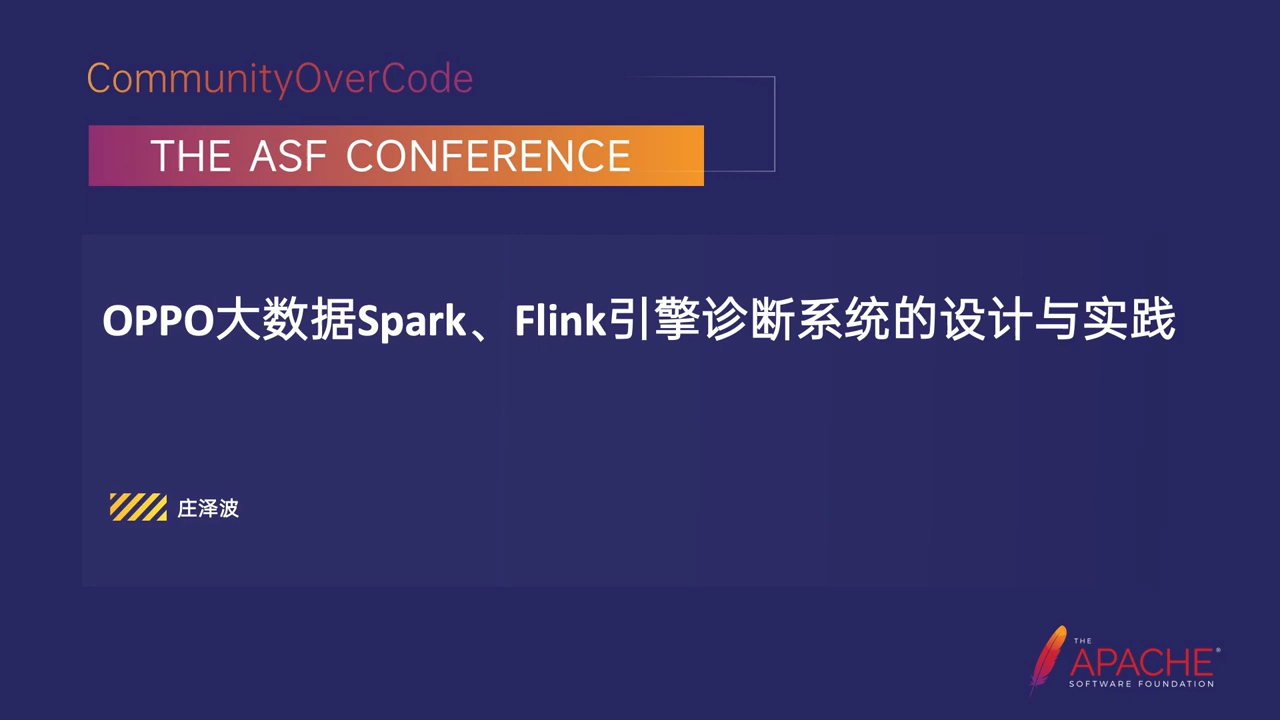 CommunityOverCode
THE ASF CONFERENCE
OPPO大数据Spark、Flink引擎诊断系统的设计与实践
庄泽波
THE
APACHE®
SOFTWARE FOUNDATION